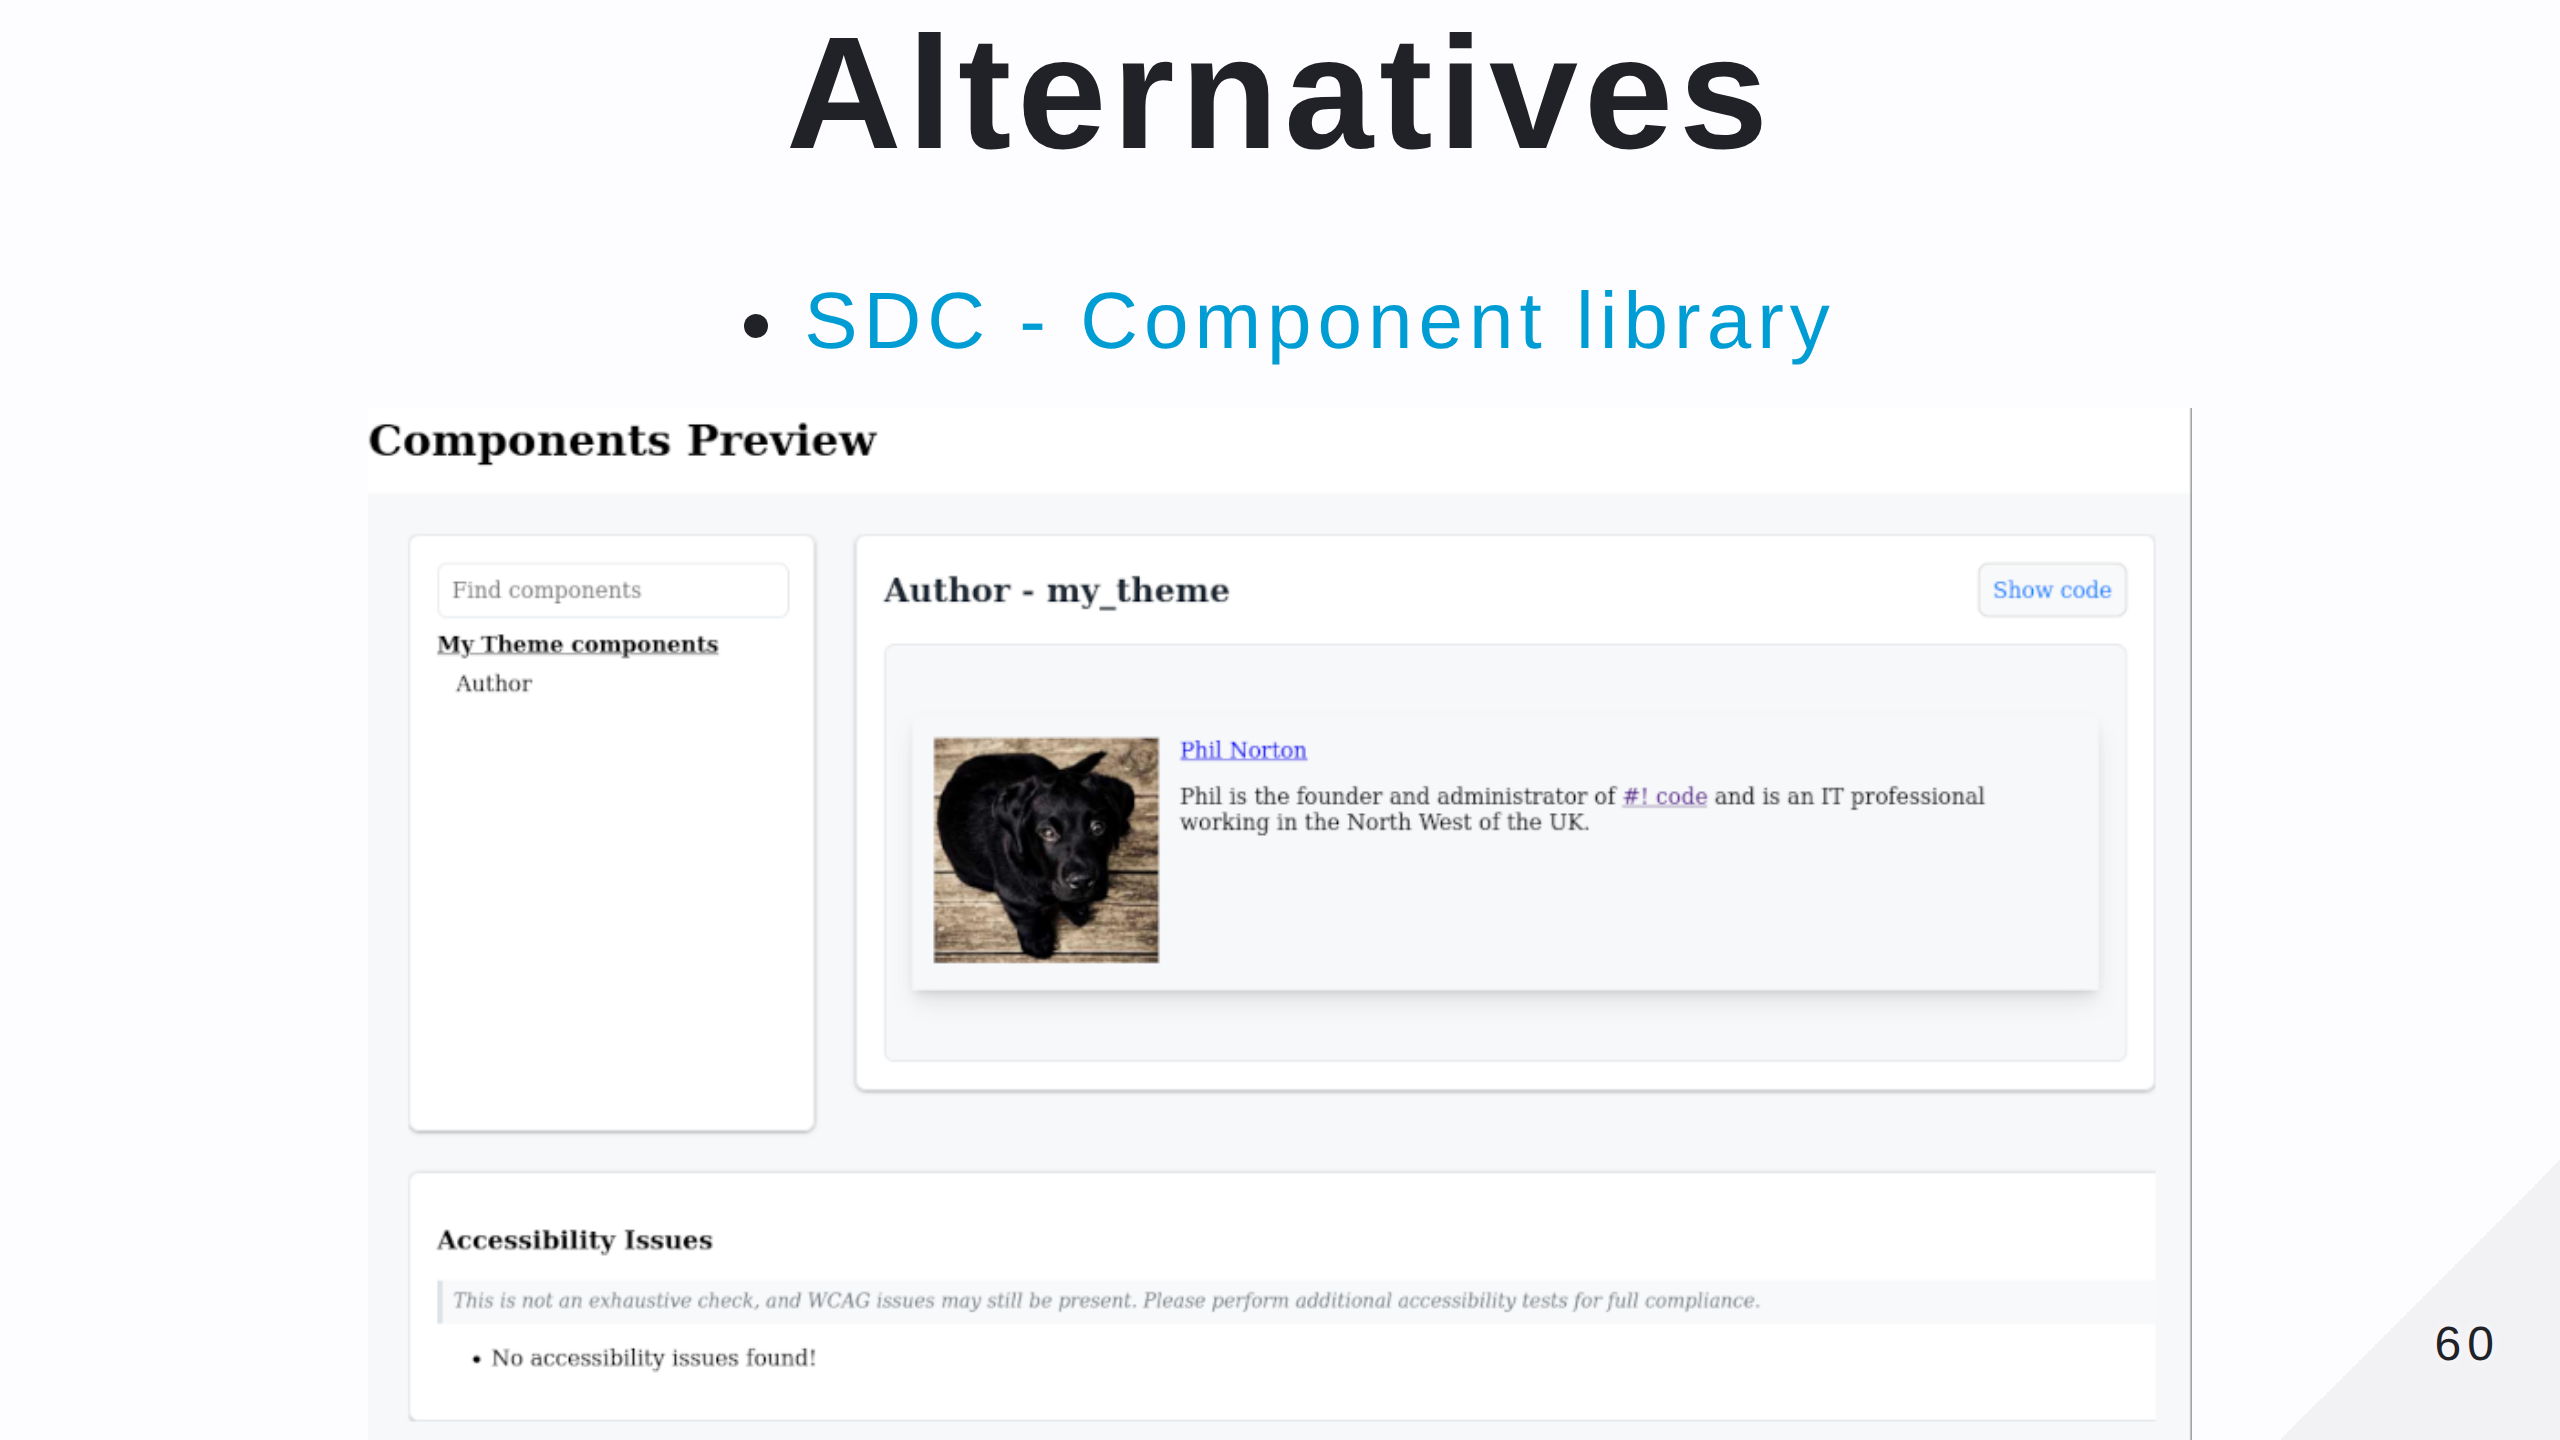 Alternatives
• SDC - Component library
Components Preview
Find components
My Theme components
Author
Author - my_theme
Show code
Phil Norton
Phil is the founder and administrator of #! code and is an IT professional
working in the North West of the UK.
Accessibility Issues
This is not an exhaustive check, and WCAG issues may still be present. Please perform additional accessibility tests for full compliance.
• No accessibility issues found!
60